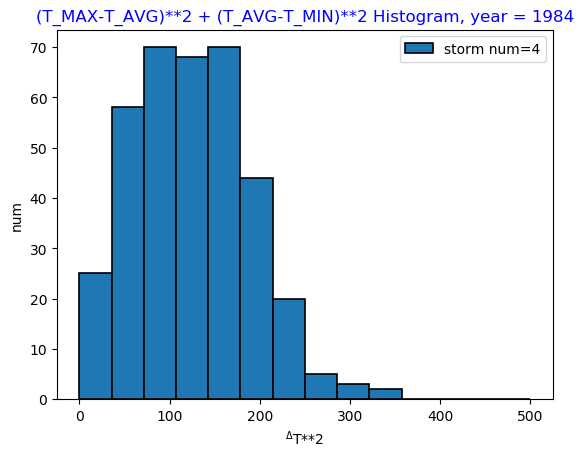 (T_MAX-T_AVG)**2 + (T_AVG-T_MIN)**2 Histogram, year = 1984
storm num=4
70
60
50
40
30
20
10
0
num
0 100 200 300 400 500
ᐞT**2